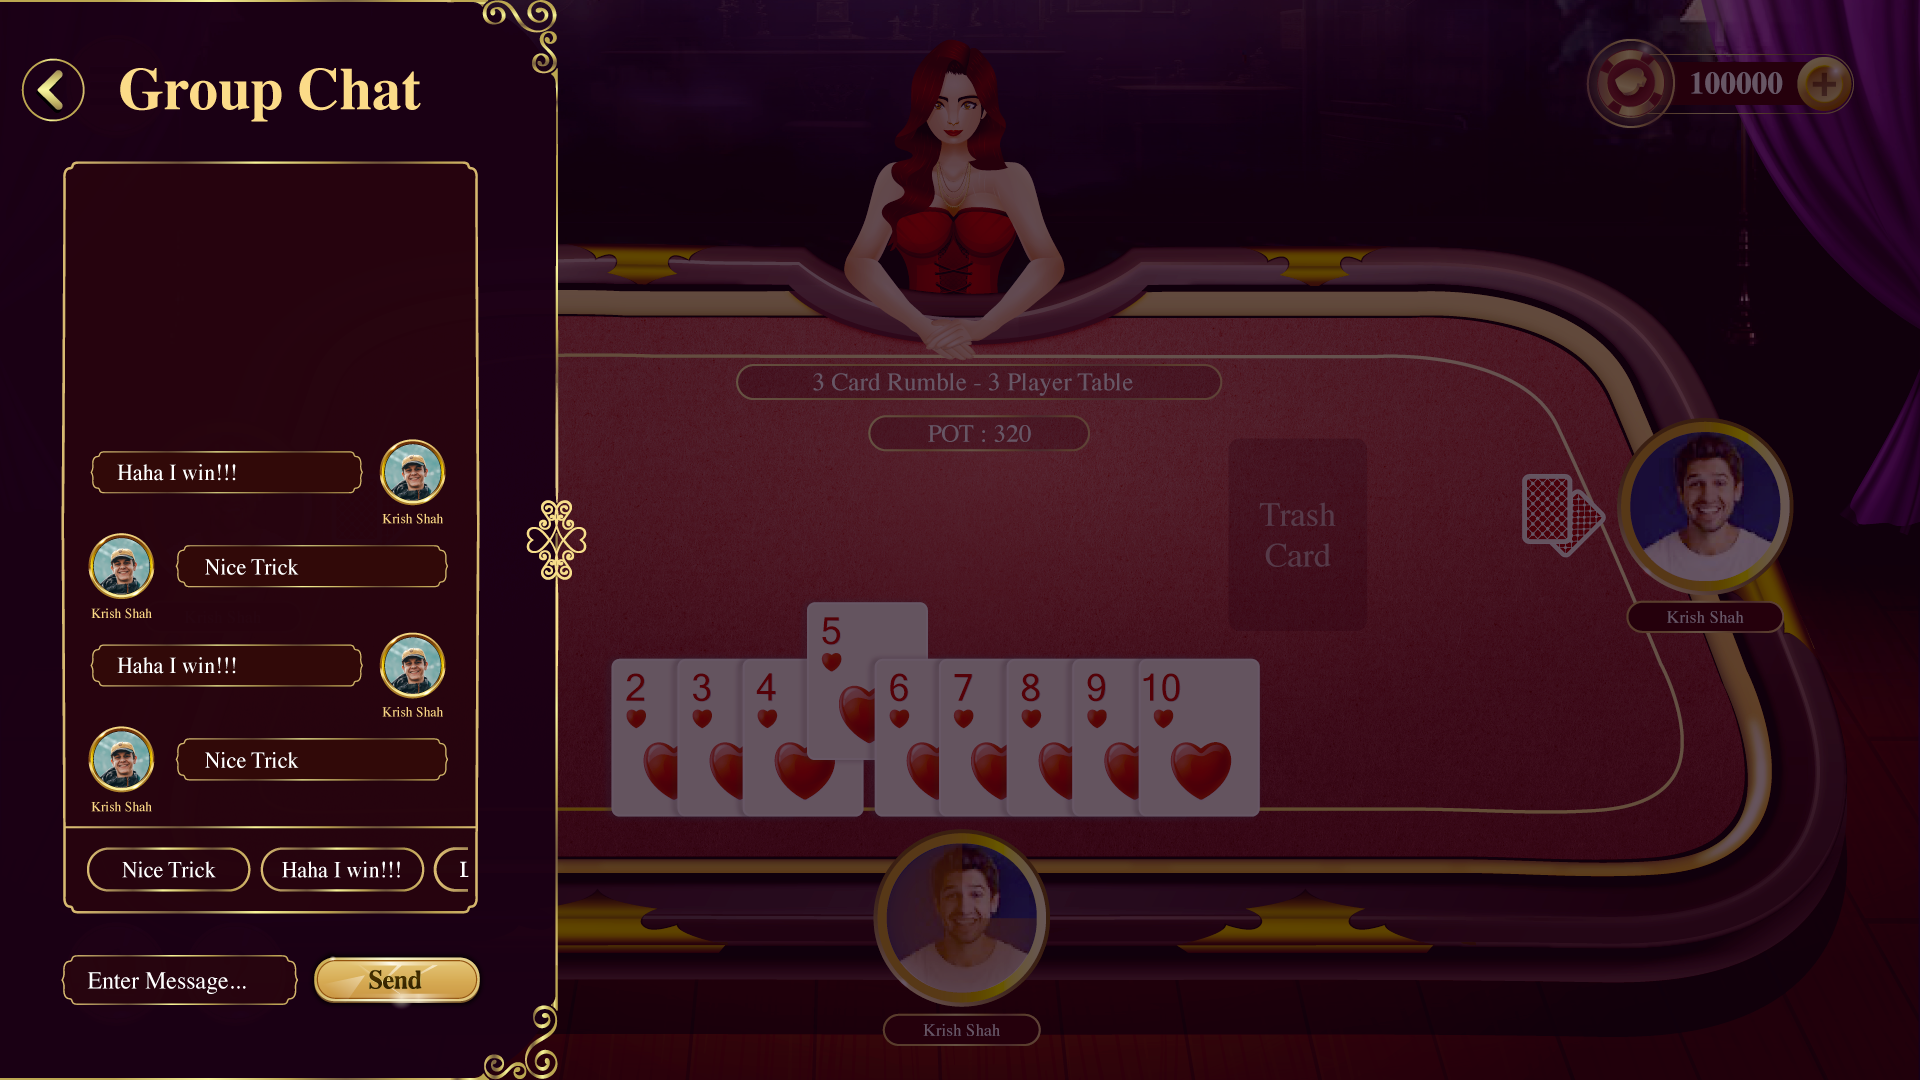 Group Chat
Haha I win!!!
Krish Shah
Nice Trick
Krish Shah
Haha I win!!!
Krish Shah
Nice Trick
Krish Shah
Nice Trick
Haha I win!!!
Enter Message...
Send
100000
3 Card Rumble - 3 Player Table
POT : 320
Trash
Card
Krish Shah
5
2 3 4 6 7 8 9 10
Krish Shah